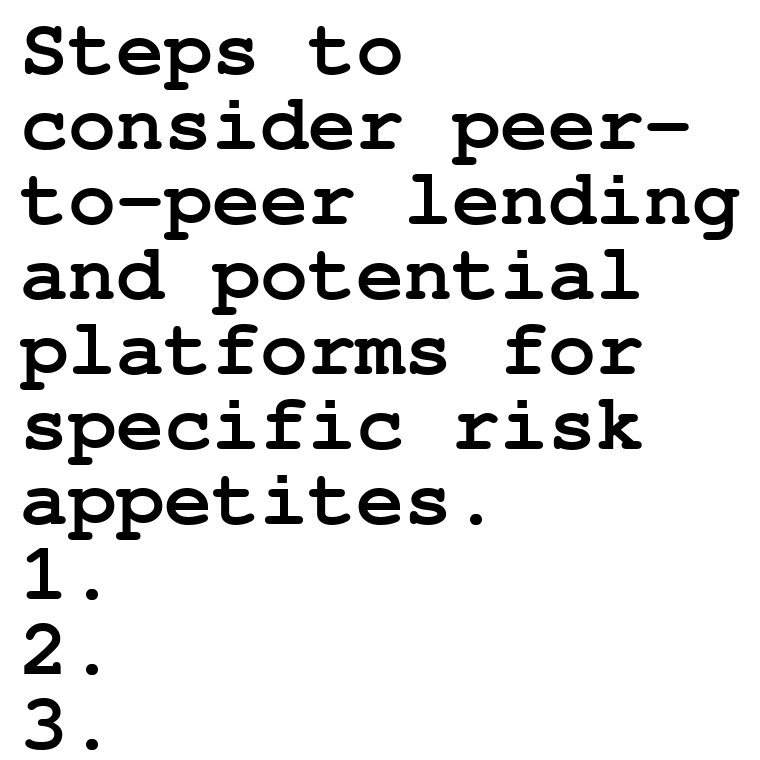 Steps to
consider peer-
to-peer lending
and potential
platforms for
specific risk
appetites.
1.
2.
3.